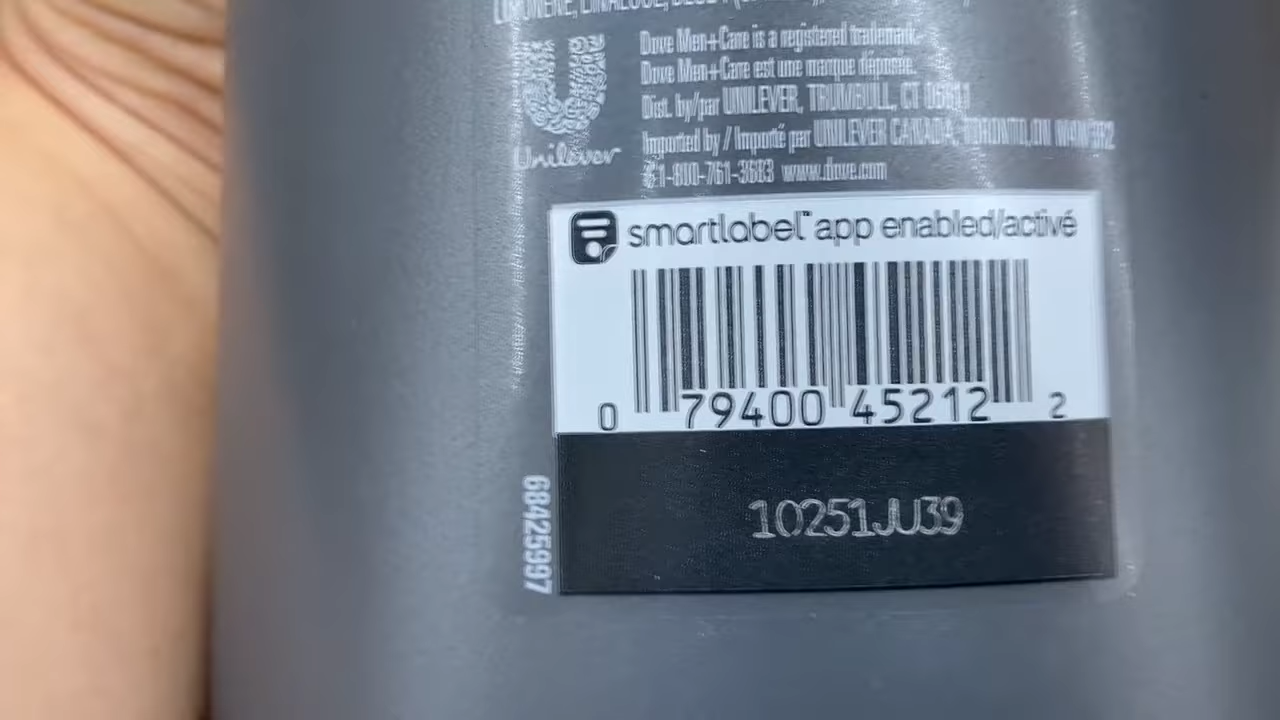 Dove Men+Care is a registered trademark.
Dove Men+Care est une marque déposée.
Dist. by/par UNILEVER, TRUMBULL, CT 06611
Imported by / Importé par UNILEVER CANADA, TORONTO, ON
1-800-761-3683 www.dove.com
Unilever
smartlabel™ app enabled/activé
0 79400 45212 2
68425997
10251JU39